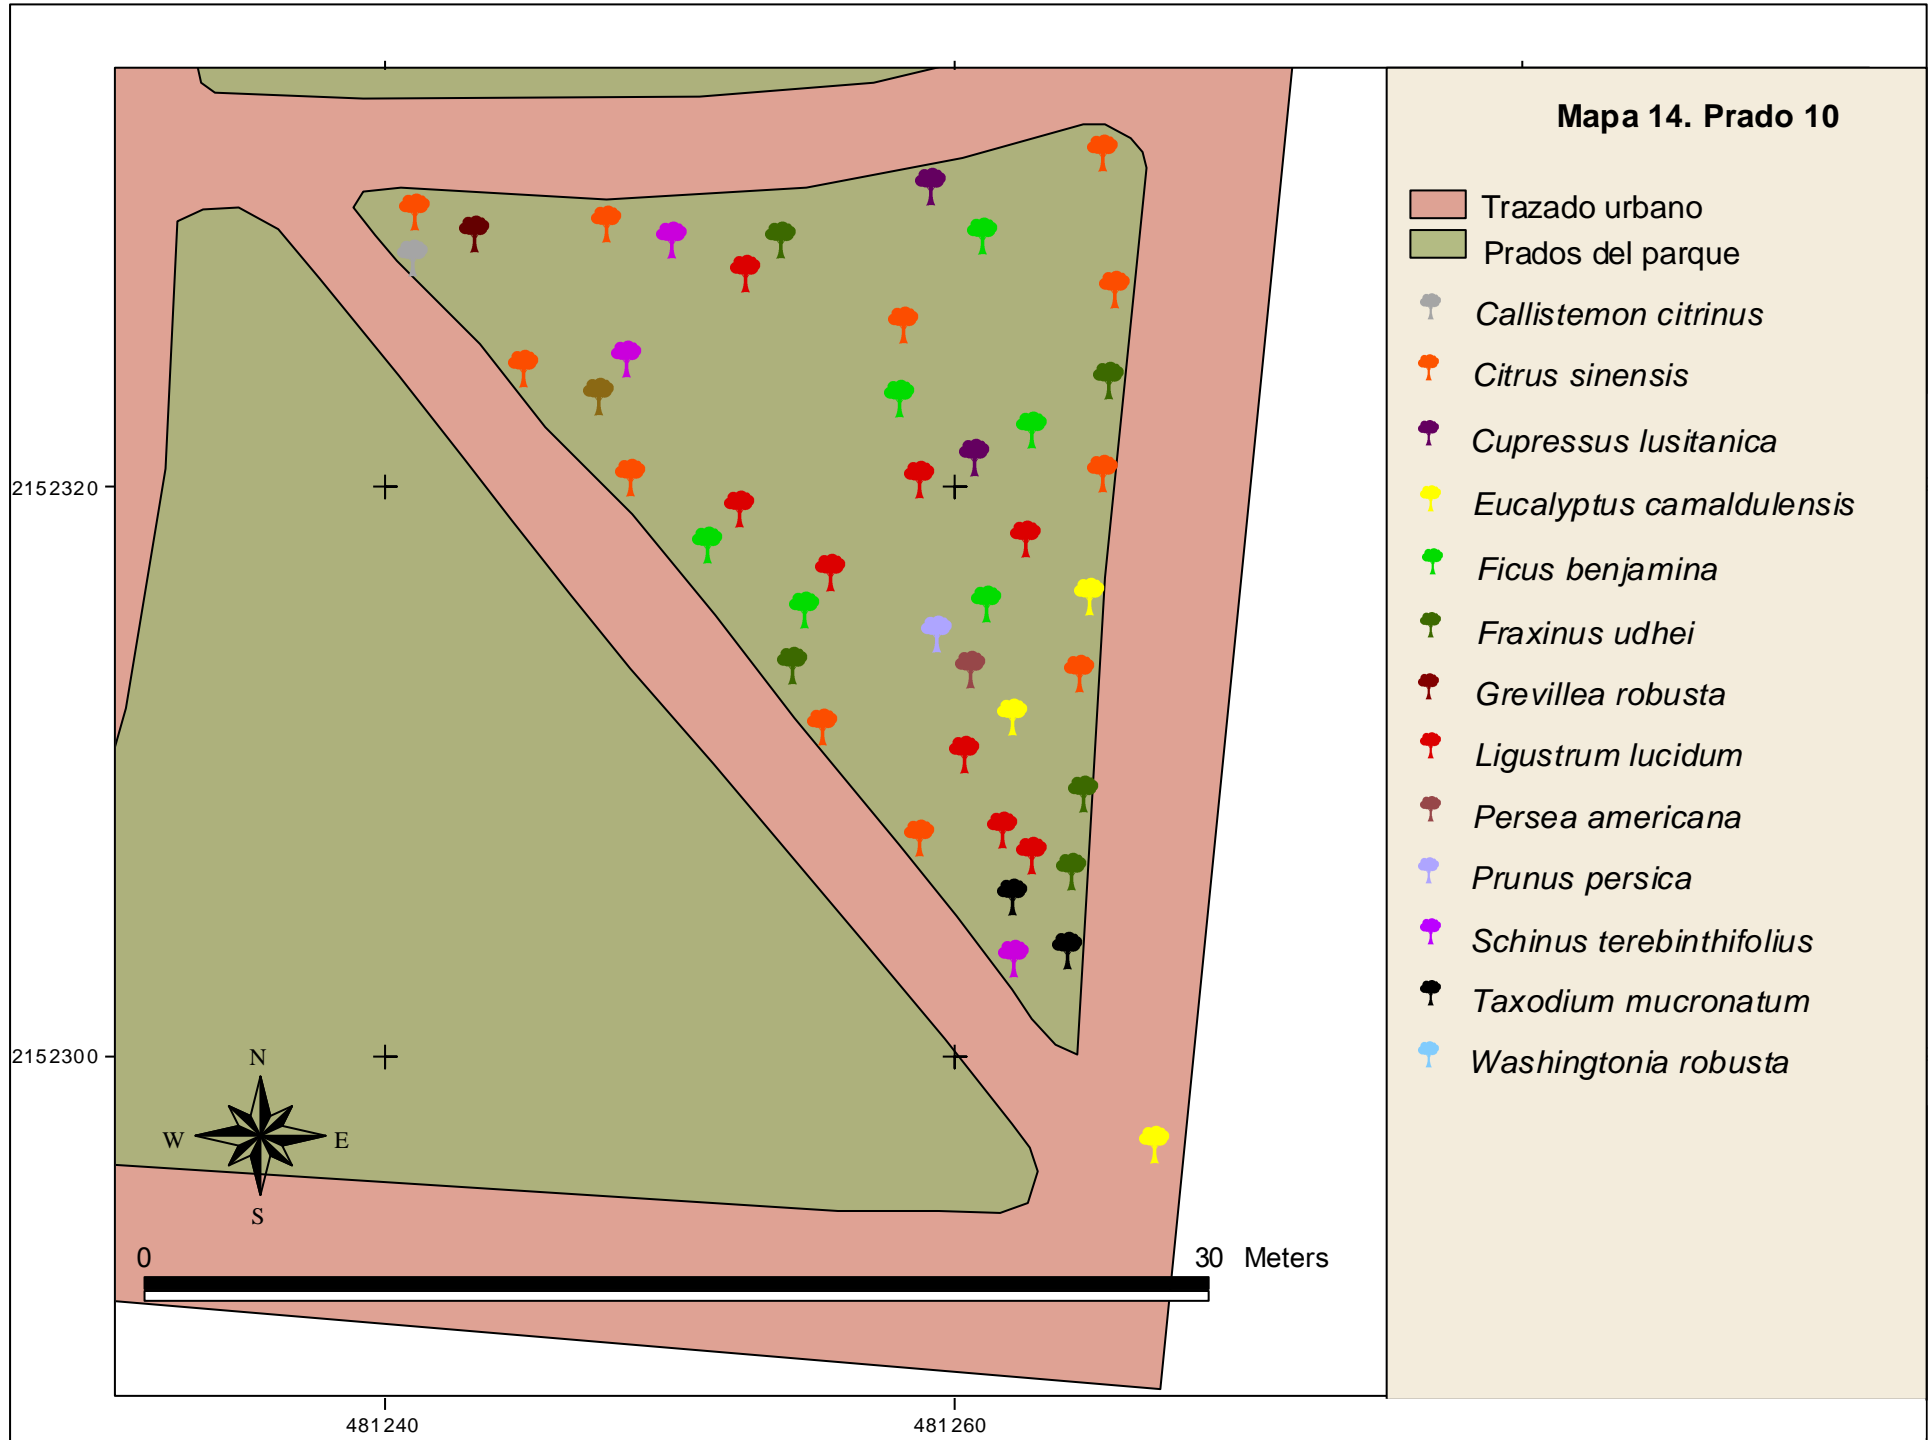 Mapa 14. Prado 10
Trazado urbano
Prados del parque
Callistemon citrinus
Citrus sinensis
Cupressus lusitanica
Eucalyptus camaldulensis
Ficus benjamina
Fraxinus udhei
Grevillea robusta
Ligustrum lucidum
Persea americana
Prunus persica
Schinus terebinthifolius
Taxodium mucronatum
Washingtonia robusta
2152320
2152300
N
W E
S
0 30 Meters
481240 481260